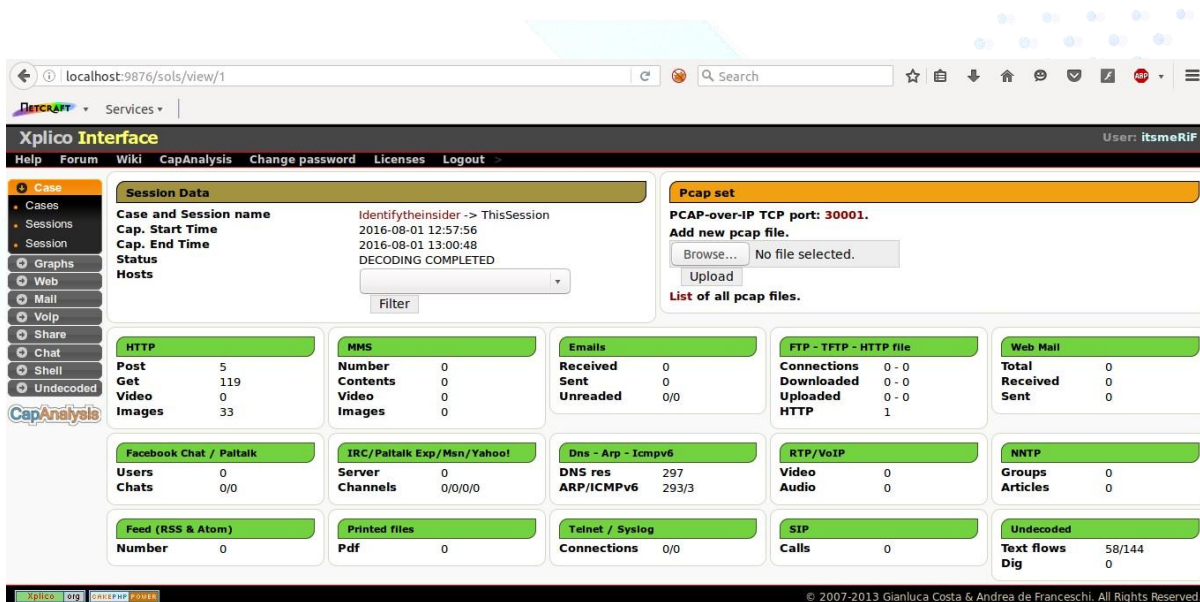 localhost:9876/sols/view/1
Search
ABP
NETCRAFT Services
Xplico Interface
User: itsmeRiF
Help Forum Wiki CapAnalysis Change password Licenses Logout >
Case
Cases
Sessions
Session
Graphs
Web
Mail
Voip
Share
Chat
Shell
Undecoded
CapAnalysis
Session Data
Case and Session name Identifytheinsider -> ThisSession
Cap. Start Time 2016-08-01 12:57:56
Cap. End Time 2016-08-01 13:00:48
Status DECODING COMPLETED
Hosts
Filter
Pcap set
PCAP-over-IP TCP port: 30001.
Add new pcap file.
Browse... No file selected.
Upload
List of all pcap files.
HTTP
Post 5
Get 119
Video 0
Images 33
MMS
Number 0
Contents 0
Video 0
Images 0
Emails
Received 0
Sent 0
Unreaded 0/0
FTP - TFTP - HTTP file
Connections 0 - 0
Downloaded 0 - 0
Uploaded 0 - 0
HTTP 1
Web Mail
Total 0
Received 0
Sent 0
Facebook Chat / Paltalk
Users 0
Chats 0/0
IRC/Paltalk Exp/Msn/Yahoo!
Server 0
Channels 0/0/0/0
Dns - Arp - Icmpv6
DNS res 297
ARP/ICMPv6 293/3
RTP/VoIP
Video 0
Audio 0
NNTP
Groups 0
Articles 0
Feed (RSS & Atom)
Number 0
Printed files
Pdf 0
Telnet / Syslog
Connections 0/0
SIP
Calls 0
Undecoded
Text flows 58/144
Dig 0
Xplico org CAKEPHP POWER
© 2007-2013 Gianluca Costa & Andrea de Franceschi. All Rights Reserved